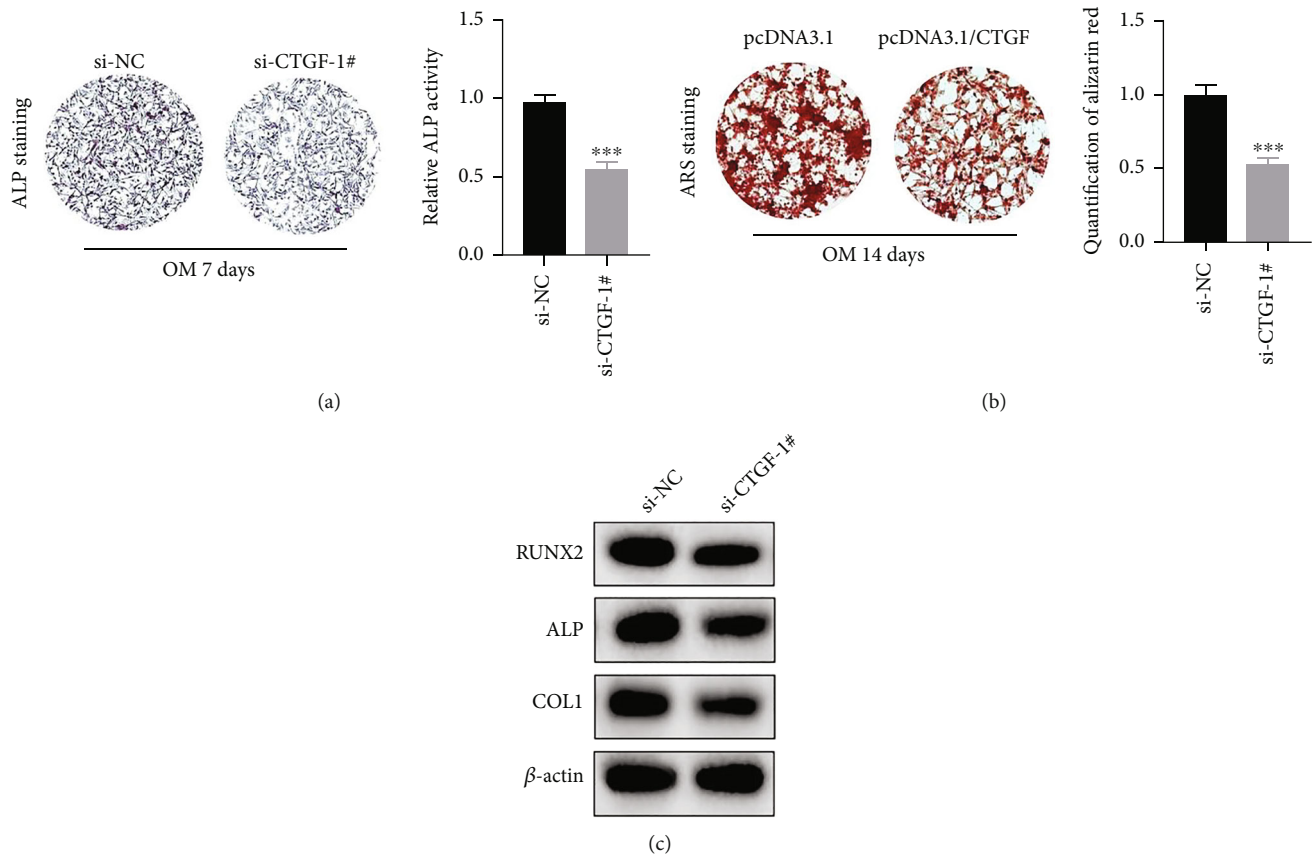 si-NC
si-CTGF-1#
ALP staining
OM 7 days
Relative ALP activity
1.5
1.0
0.5
0.0
***
si-NC
si-CTGF-1#
(a)
pcDNA3.1
pcDNA3.1/CTGF
ARS staining
OM 14 days
Quantification of alizarin red
1.5
1.0
0.5
0.0
***
si-NC
si-CTGF-1#
(b)
si-NC
si-CTGF-1#
RUNX2
ALP
COL1
β-actin
(c)